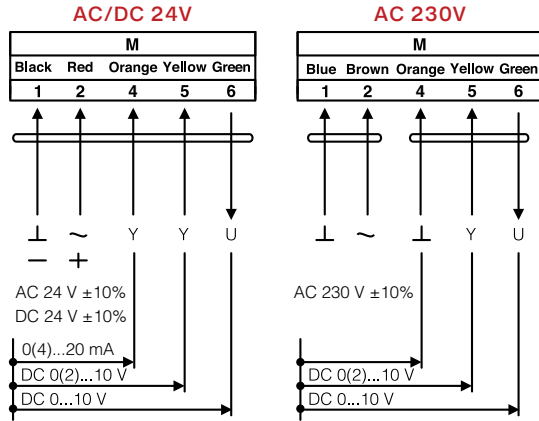 AC/DC 24V
M
Black Red Orange Yellow Green
1 2 4 5 6
⊥ ~ Y Y U
− +
AC 24 V ±10%
DC 24 V ±10%
0(4)...20 mA
DC 0(2)...10 V
DC 0...10 V
AC 230V
M
Blue Brown Orange Yellow Green
1 2 4 5 6
⊥ ~ ⊥ Y U
AC 230 V ±10%
DC 0(2)...10 V
DC 0...10 V